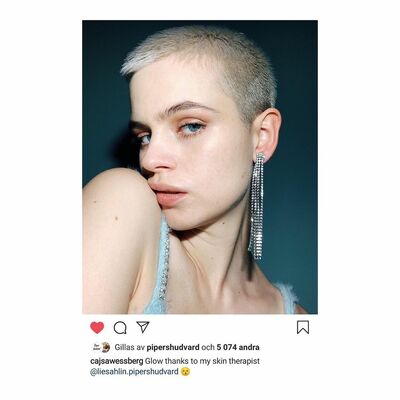 Gillas av pipershudvard och 5 074 andra
cajsawessberg Glow thanks to my skin therapist
@liesahlin.pipershudvard 😌